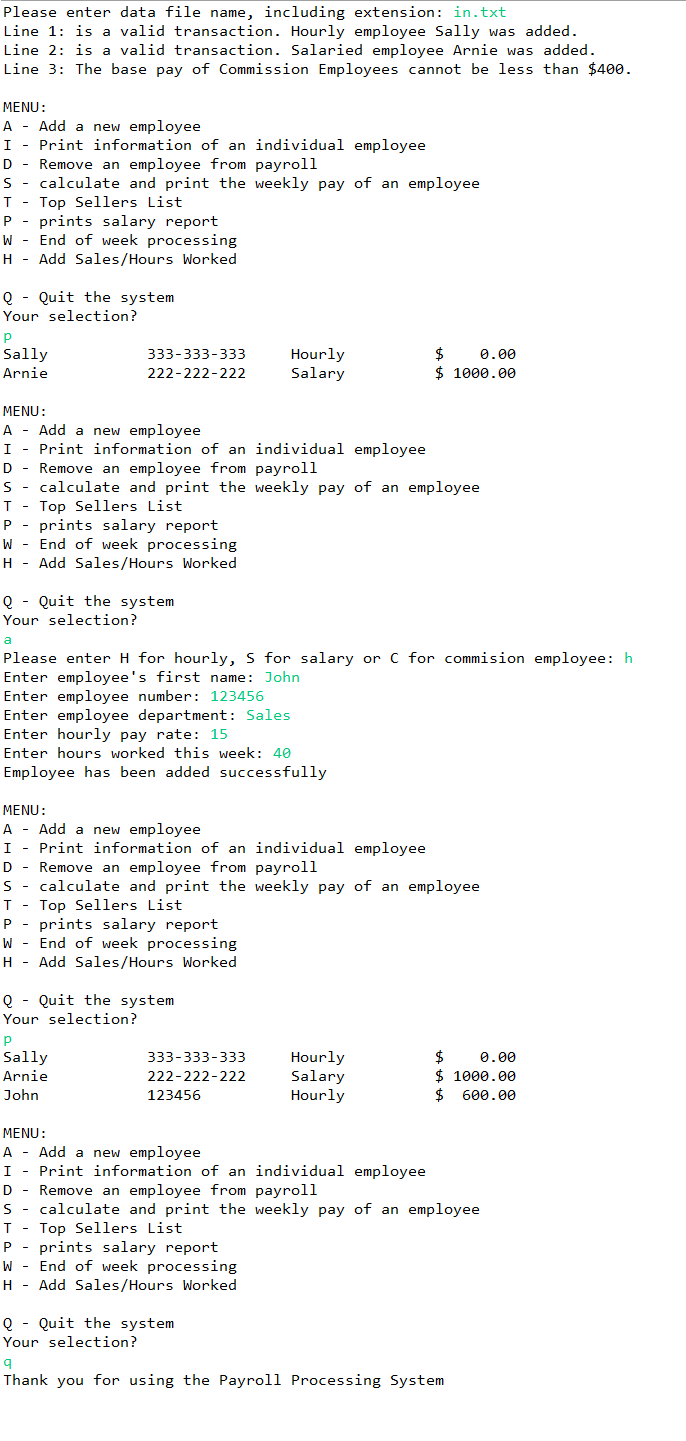 Please enter data file name, including extension: in.txt
Line 1: is a valid transaction. Hourly employee Sally was added.
Line 2: is a valid transaction. Salaried employee Arnie was added.
Line 3: The base pay of Commission Employees cannot be less than $400.

MENU:
A - Add a new employee
I - Print information of an individual employee
D - Remove an employee from payroll
S - calculate and print the weekly pay of an employee
T - Top Sellers List
P - prints salary report
W - End of week processing
H - Add Sales/Hours Worked

Q - Quit the system
Your selection?
p
Sally           333-333-333     Hourly          $    0.00
Arnie           222-222-222     Salary          $ 1000.00

MENU:
A - Add a new employee
I - Print information of an individual employee
D - Remove an employee from payroll
S - calculate and print the weekly pay of an employee
T - Top Sellers List
P - prints salary report
W - End of week processing
H - Add Sales/Hours Worked

Q - Quit the system
Your selection?
a
Please enter H for hourly, S for salary or C for commision employee: h
Enter employee's first name: John
Enter employee number: 123456
Enter employee department: Sales
Enter hourly pay rate: 15
Enter hours worked this week: 40
Employee has been added successfully

MENU:
A - Add a new employee
I - Print information of an individual employee
D - Remove an employee from payroll
S - calculate and print the weekly pay of an employee
T - Top Sellers List
P - prints salary report
W - End of week processing
H - Add Sales/Hours Worked

Q - Quit the system
Your selection?
p
Sally           333-333-333     Hourly          $    0.00
Arnie           222-222-222     Salary          $ 1000.00
John            123456          Hourly          $  600.00

MENU:
A - Add a new employee
I - Print information of an individual employee
D - Remove an employee from payroll
S - calculate and print the weekly pay of an employee
T - Top Sellers List
P - prints salary report
W - End of week processing
H - Add Sales/Hours Worked

Q - Quit the system
Your selection?
q
Thank you for using the Payroll Processing System